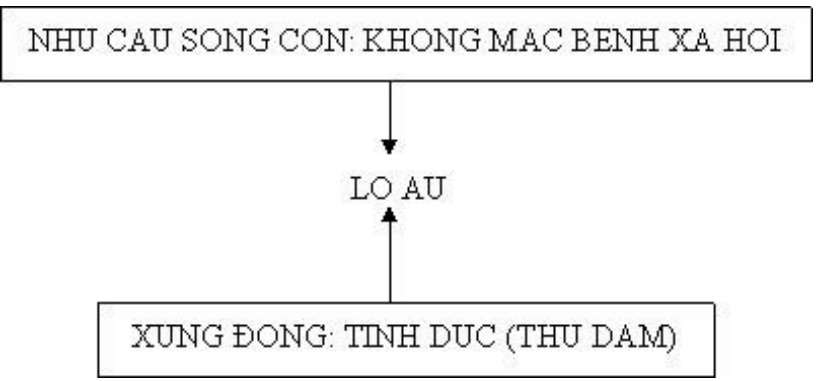 NHU CAU SONG CON: KHONG MAC BENH XA HOI
LO AU
XUNG ĐONG: TINH DUC (THU DAM)